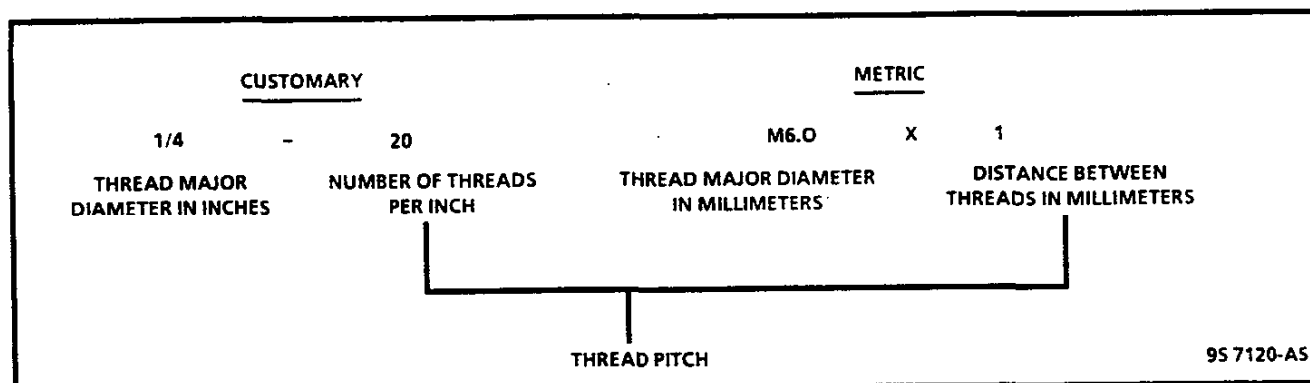 CUSTOMARY
METRIC
1/4 - 20
M6.0 X 1
THREAD MAJOR
DIAMETER IN INCHES
NUMBER OF THREADS
PER INCH
THREAD MAJOR DIAMETER
IN MILLIMETERS
DISTANCE BETWEEN
THREADS IN MILLIMETERS
THREAD PITCH
9S 7120-AS